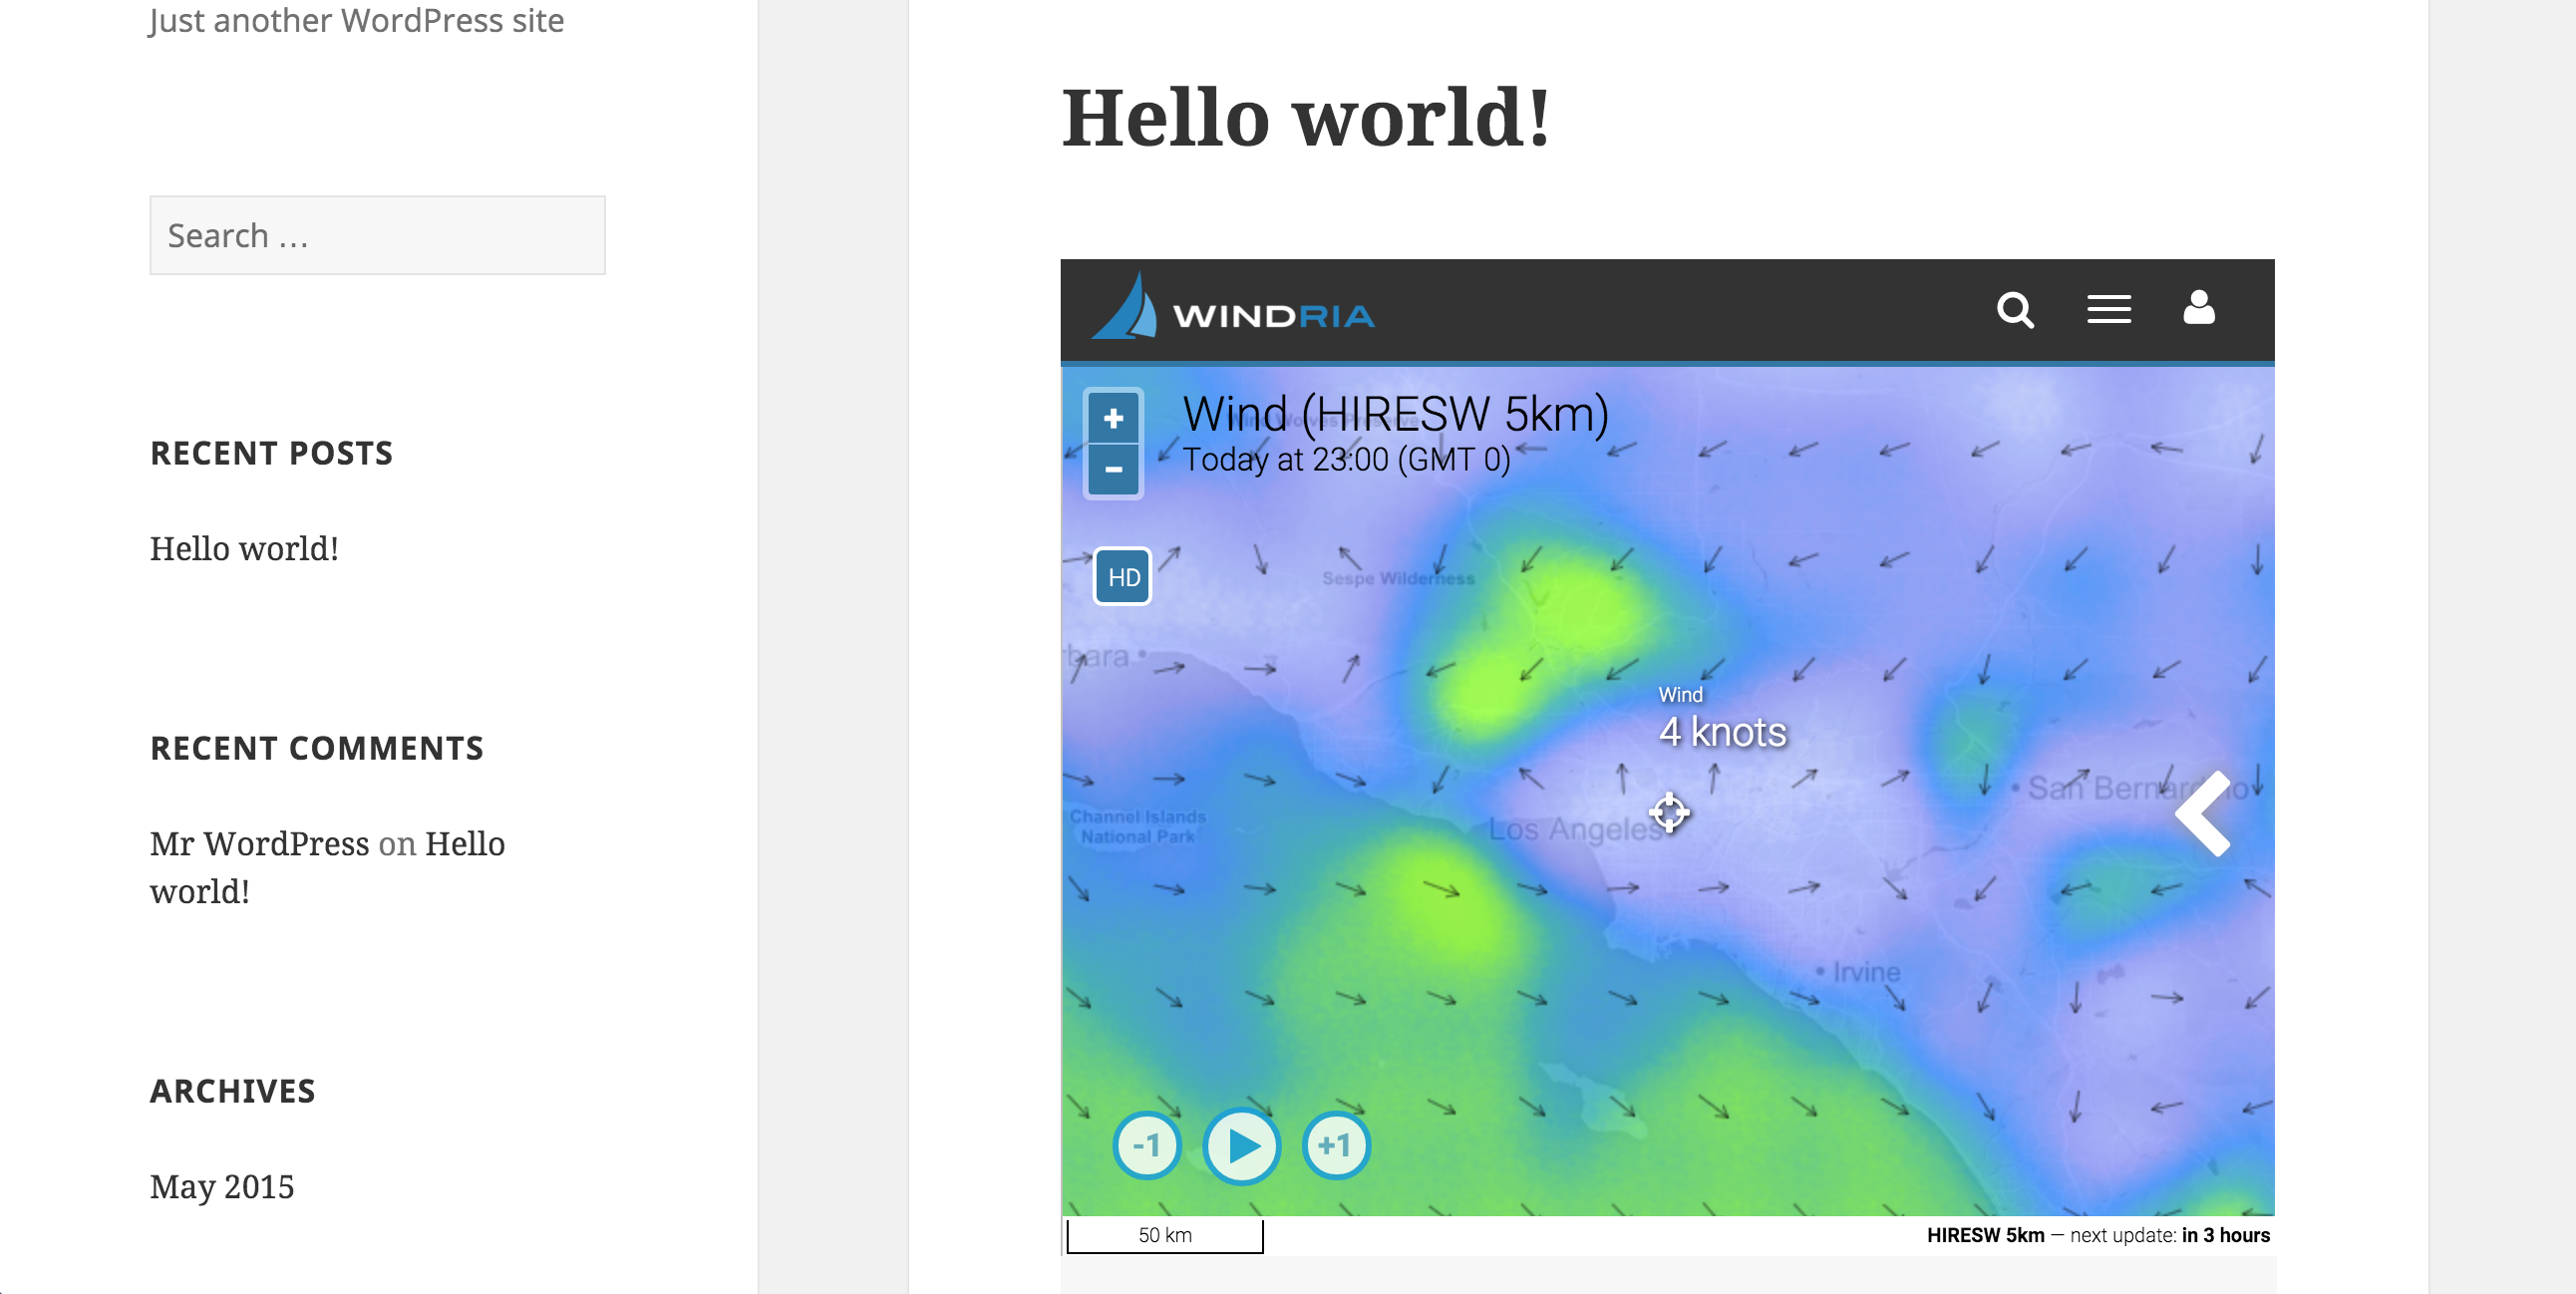 Just another WordPress site
Search …
RECENT POSTS
Hello world!
RECENT COMMENTS
Mr WordPress on Hello
world!
ARCHIVES
May 2015
Hello world!
WINDRIA
+
−
Wind (HIRESW 5km)
Wind Wolves Preserve
Today at 23:00 (GMT 0)
HD
Sespe Wilderness
bara
Wind
4 knots
Channel Islands
National Park
Los Angeles
San Bernardino
Irvine
-1
+1
50 km
HIRESW 5km — next update: in 3 hours